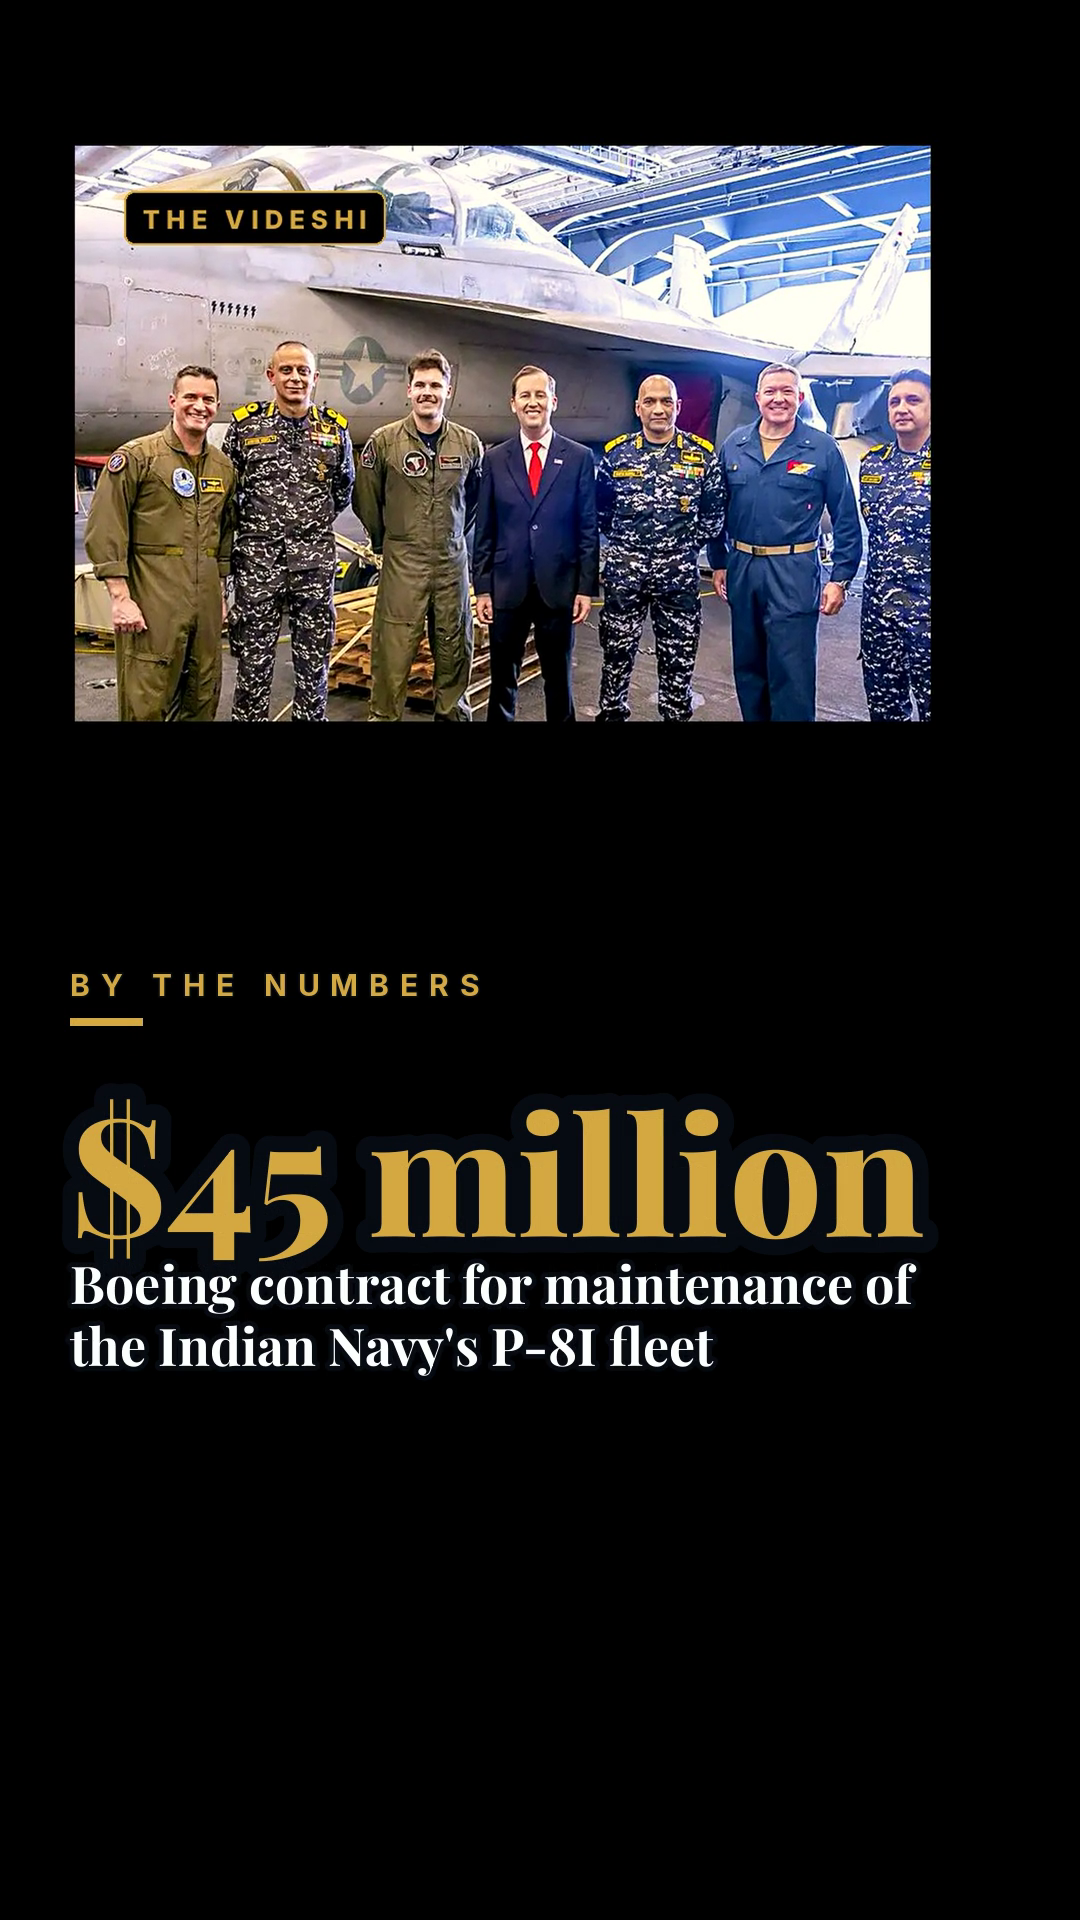 THE VIDESHI
BY THE NUMBERS
$45 million
Boeing contract for maintenance of
the Indian Navy's P-8I fleet